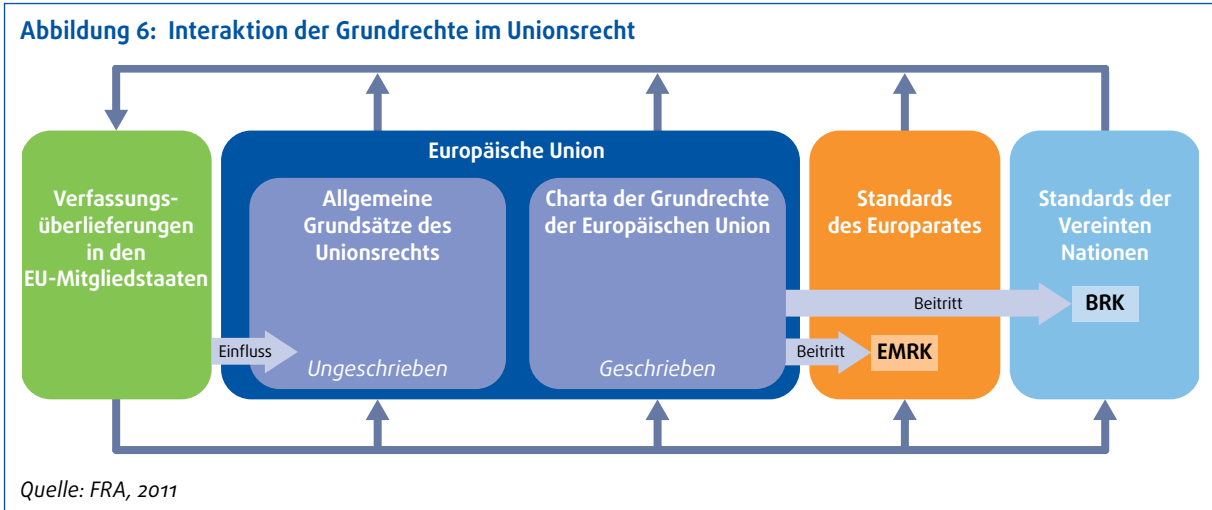 Abbildung 6: Interaktion der Grundrechte im Unionsrecht
Europäische Union
Verfassungs-
überlieferungen
in den
EU-Mitgliedstaaten
Allgemeine
Grundsätze des
Unionsrechts
Charta der Grundrechte
der Europäischen Union
Standards
des Europarates
Standards der
Vereinten
Nationen
Beitritt
BRK
Einfluss
Ungeschrieben
Geschrieben
Beitritt
EMRK
Quelle: FRA, 2011